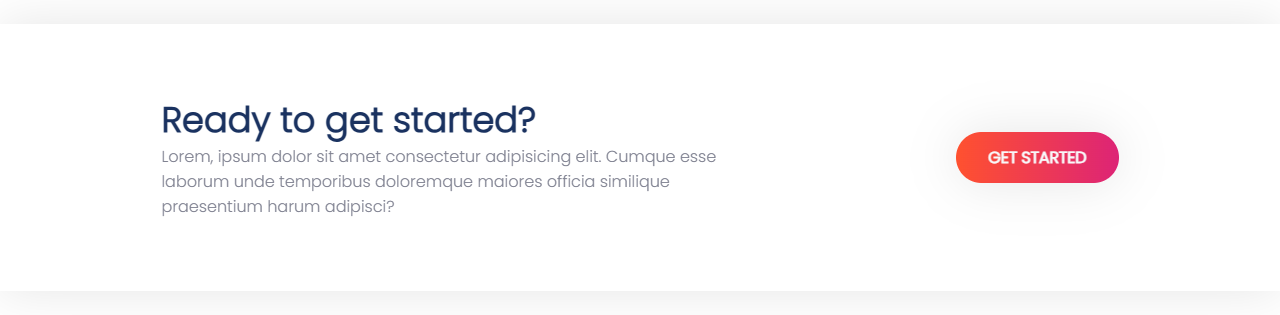 Ready to get started?
Lorem, ipsum dolor sit amet consectetur adipisicing elit. Cumque esse
laborum unde temporibus doloremque maiores officia similique
praesentium harum adipisci?
GET STARTED